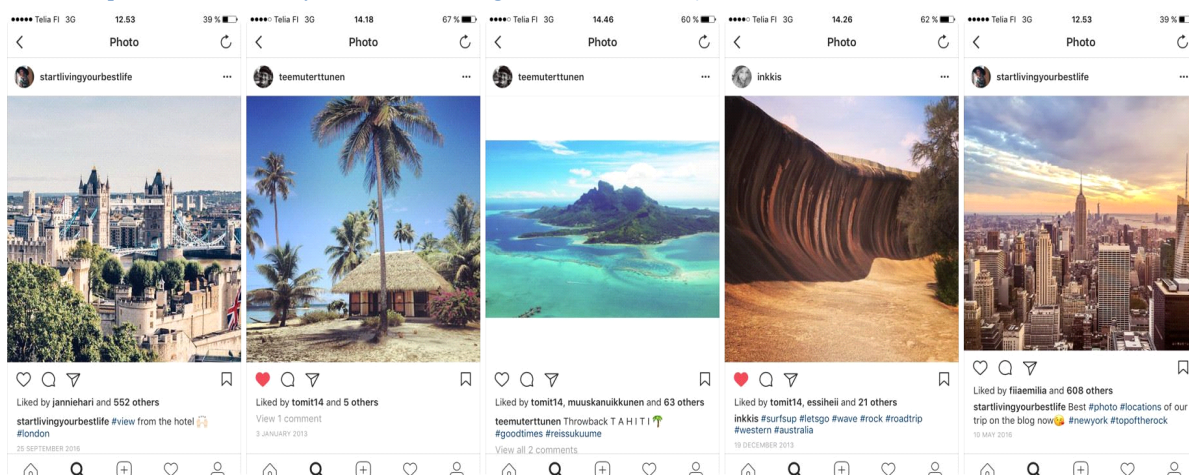 Telia FI 3G 12.53 39 %
Photo
startlivingyourbestlife
Liked by janniehari and 552 others
startlivingyourbestlife #view from the hotel
#london
25 SEPTEMBER 2016
Telia FI 3G 14.18 67 %
Photo
teemuterttunen
Liked by tomit14 and 5 others
View 1 comment
3 JANUARY 2013
Telia FI 3G 14.46 60 %
Photo
teemuterttunen
Liked by tomit14, muuskanuikkunen and 63 others
teemuterttunen Throwback T A H I T I 🌴
#goodtimes #reissukuume
View all 2 comments
Telia FI 3G 14.26 62 %
Photo
inkkis
Liked by tomit14, essiheii and 21 others
inkkis #surfsup #letsgo #wave #rock #roadtrip
#western #australia
19 DECEMBER 2013
Telia FI 3G 12.53 39 %
Photo
startlivingyourbestlife
Liked by fiiaemilia and 608 others
startlivingyourbestlife Best #photo #locations of our
trip on the blog now😘 #newyork #topoftherock
19 MAY 2016